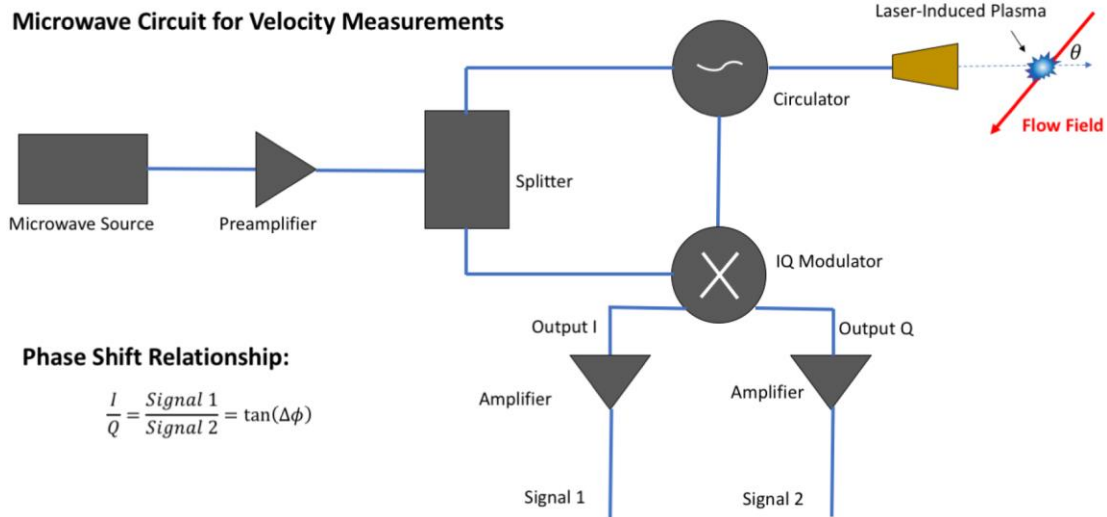 Microwave Circuit for Velocity Measurements
Laser-Induced Plasma
θ
Circulator
Flow Field
Splitter
Microwave Source
Preamplifier
IQ Modulator
Output I
Output Q
Phase Shift Relationship:
Amplifier
Amplifier
I/Q = Signal 1/Signal 2 = tan(Δϕ)
Signal 1
Signal 2